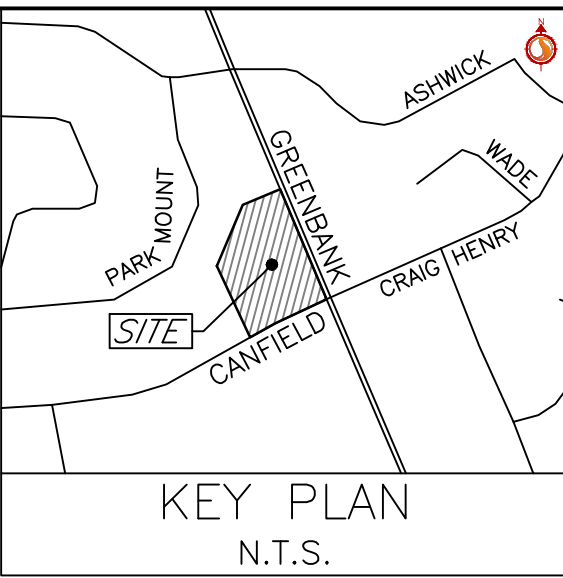 N
ASHWICK
GREENBANK
WADE
PARK MOUNT
CRAIG HENRY
SITE
CANFIELD
KEY PLAN
N.T.S.